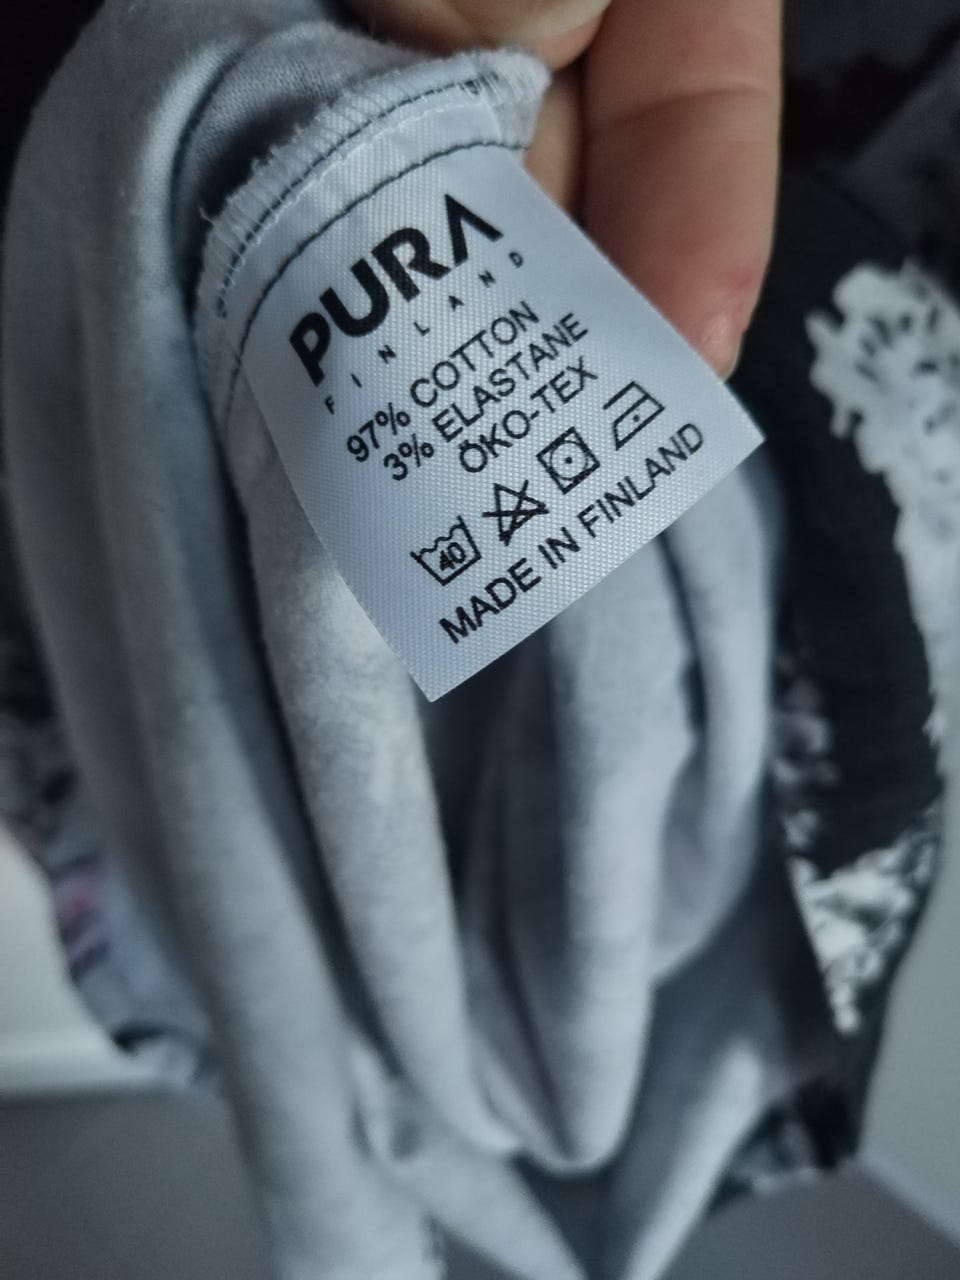 PURA
FINLAND
97% COTTON
3% ELASTANE
ÖKO-TEX
40
MADE IN FINLAND